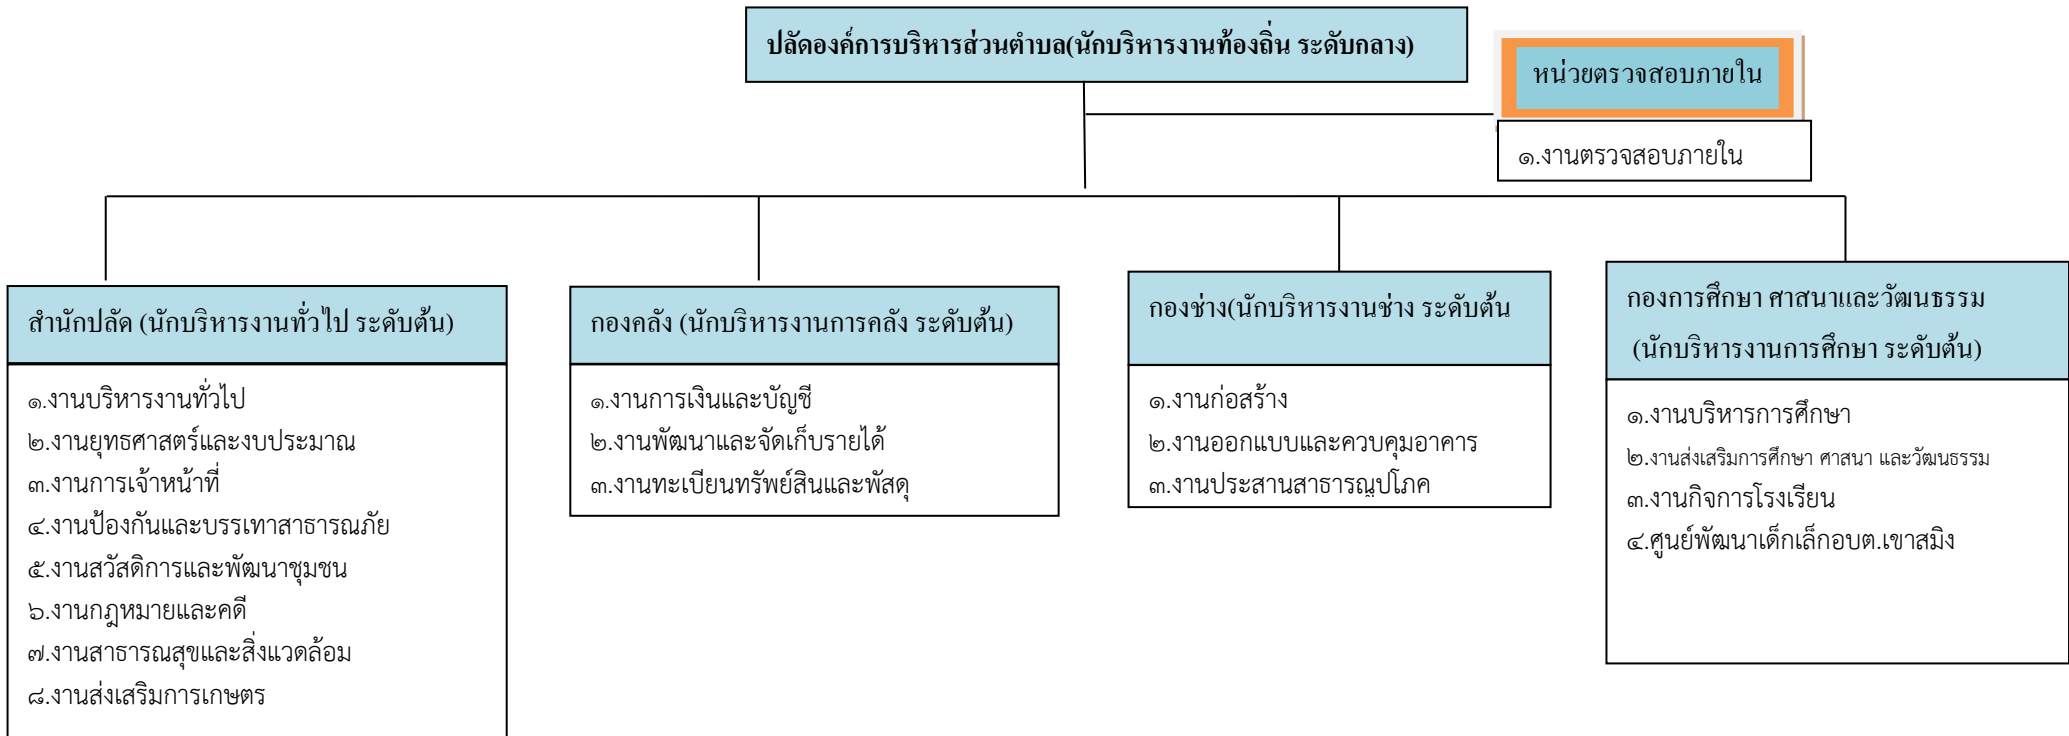 ปลัดองค์การบริหารส่วนตำบล(นักบริหารงานท้องถิ่น ระดับกลาง)
หน่วยตรวจสอบภายใน
๑.งานตรวจสอบภายใน
สำนักปลัด (นักบริหารงานทั่วไป ระดับต้น)
๑.งานบริหารงานทั่วไป
๒.งานยุทธศาสตร์และงบประมาณ
๓.งานการเจ้าหน้าที่
๔.งานป้องกันและบรรเทาสาธารณภัย
๕.งานสวัสดิการและพัฒนาชุมชน
๖.งานกฎหมายและคดี
๗.งานสาธารณสุขและสิ่งแวดล้อม
๘.งานส่งเสริมการเกษตร
กองคลัง (นักบริหารงานการคลัง ระดับต้น)
๑.งานการเงินและบัญชี
๒.งานพัฒนาและจัดเก็บรายได้
๓.งานทะเบียนทรัพย์สินและพัสดุ
กองช่าง(นักบริหารงานช่าง ระดับต้น
๑.งานก่อสร้าง
๒.งานออกแบบและควบคุมอาคาร
๓.งานประสานสาธารณูปโภค
กองการศึกษา ศาสนาและวัฒนธรรม
(นักบริหารงานการศึกษา ระดับต้น)
๑.งานบริหารการศึกษา
๒.งานส่งเสริมการศึกษา ศาสนา และวัฒนธรรม
๓.งานกิจการโรงเรียน
๔.ศูนย์พัฒนาเด็กเล็กอบต.เขาสมิง